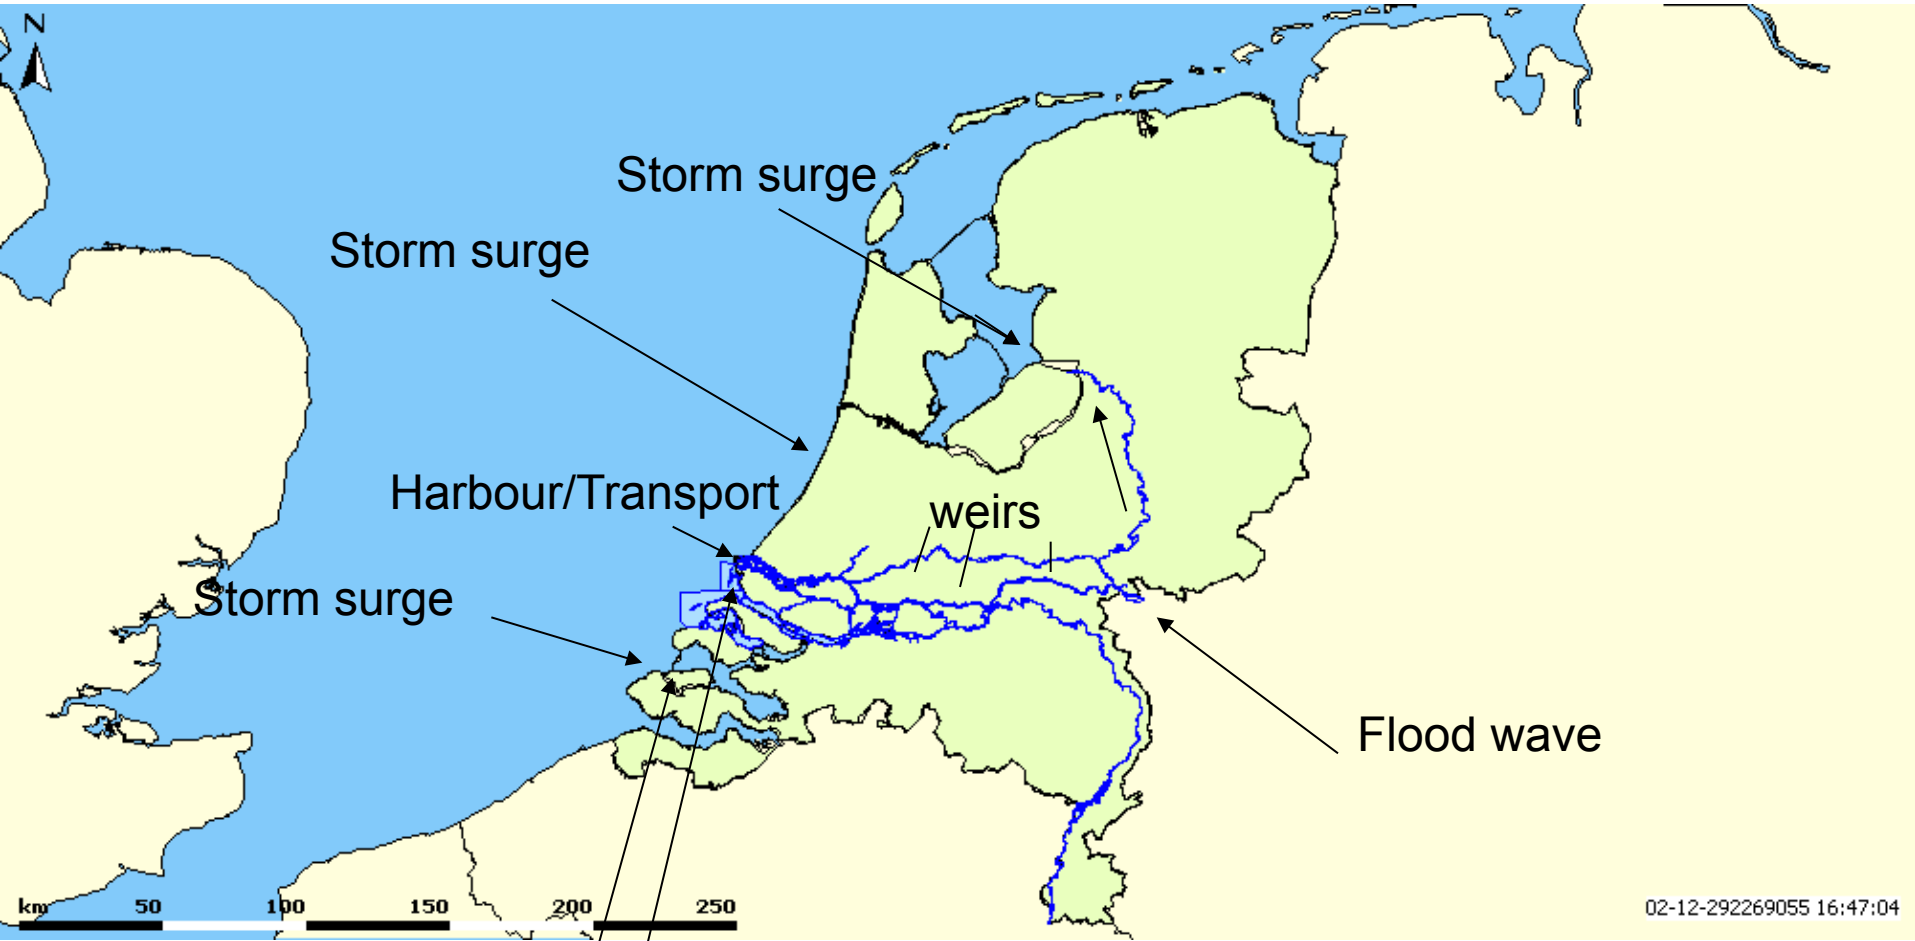 N
Storm surge
Storm surge
Harbour/Transport
weirs
Storm surge
Flood wave
km 50 100 150 200 250
02-12-292269055 16:47:04